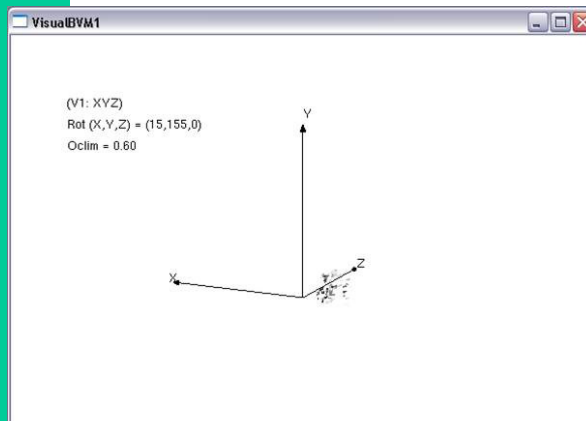 VisualBVM1
(V1: XYZ)
Rot (X,Y,Z) = (15,155,0)
Oclim = 0.60
Y
Z
X